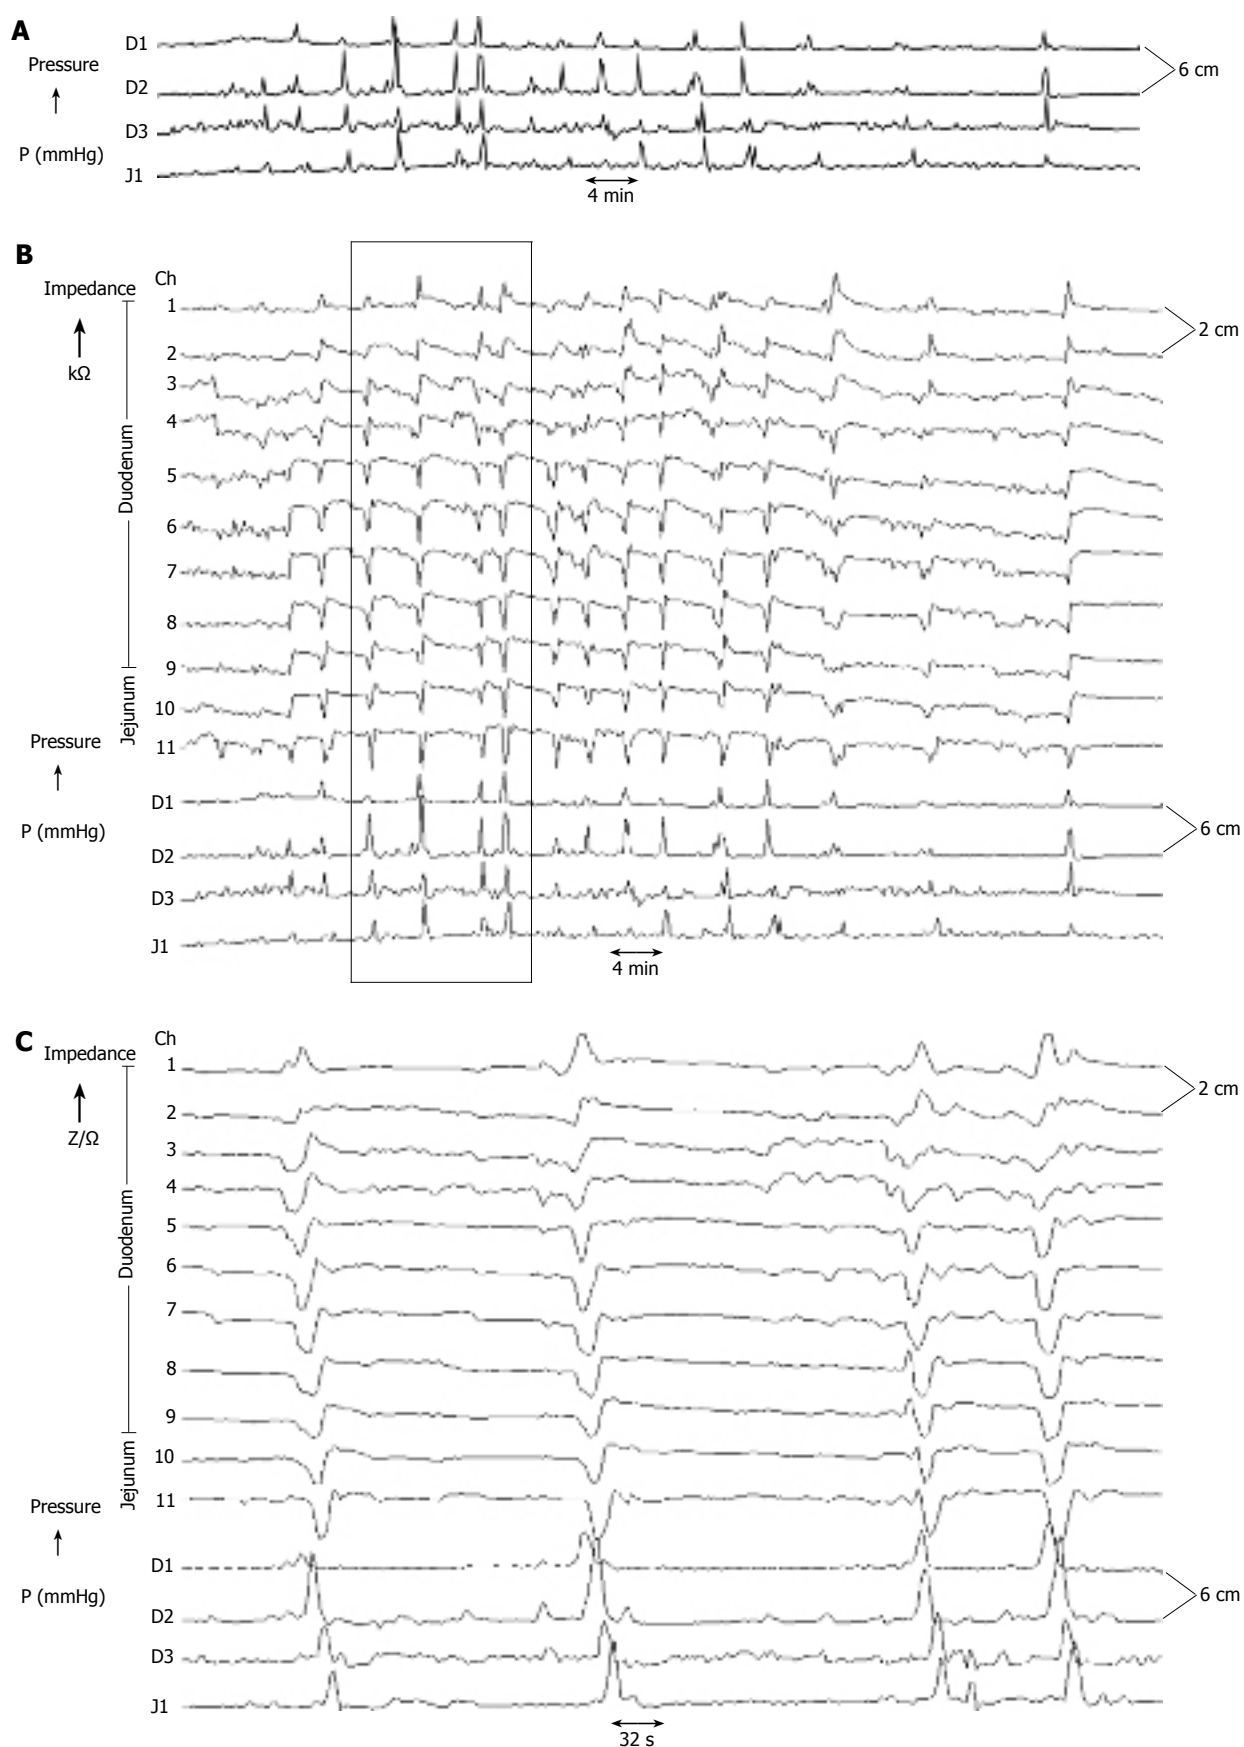 A
Pressure
P (mmHg)
D1
D2
D3
J1
6 cm
4 min
B
Impedance
kΩ
Ch
1
2
3
4
5
6
7
8
9
10
11
Duodenum
Jejunum
2 cm
Pressure
P (mmHg)
D1
D2
D3
J1
6 cm
4 min
C
Impedance
Z/Ω
Ch
1
2
3
4
5
6
7
8
9
10
11
Duodenum
Jejunum
2 cm
Pressure
P (mmHg)
D1
D2
D3
J1
6 cm
32 s